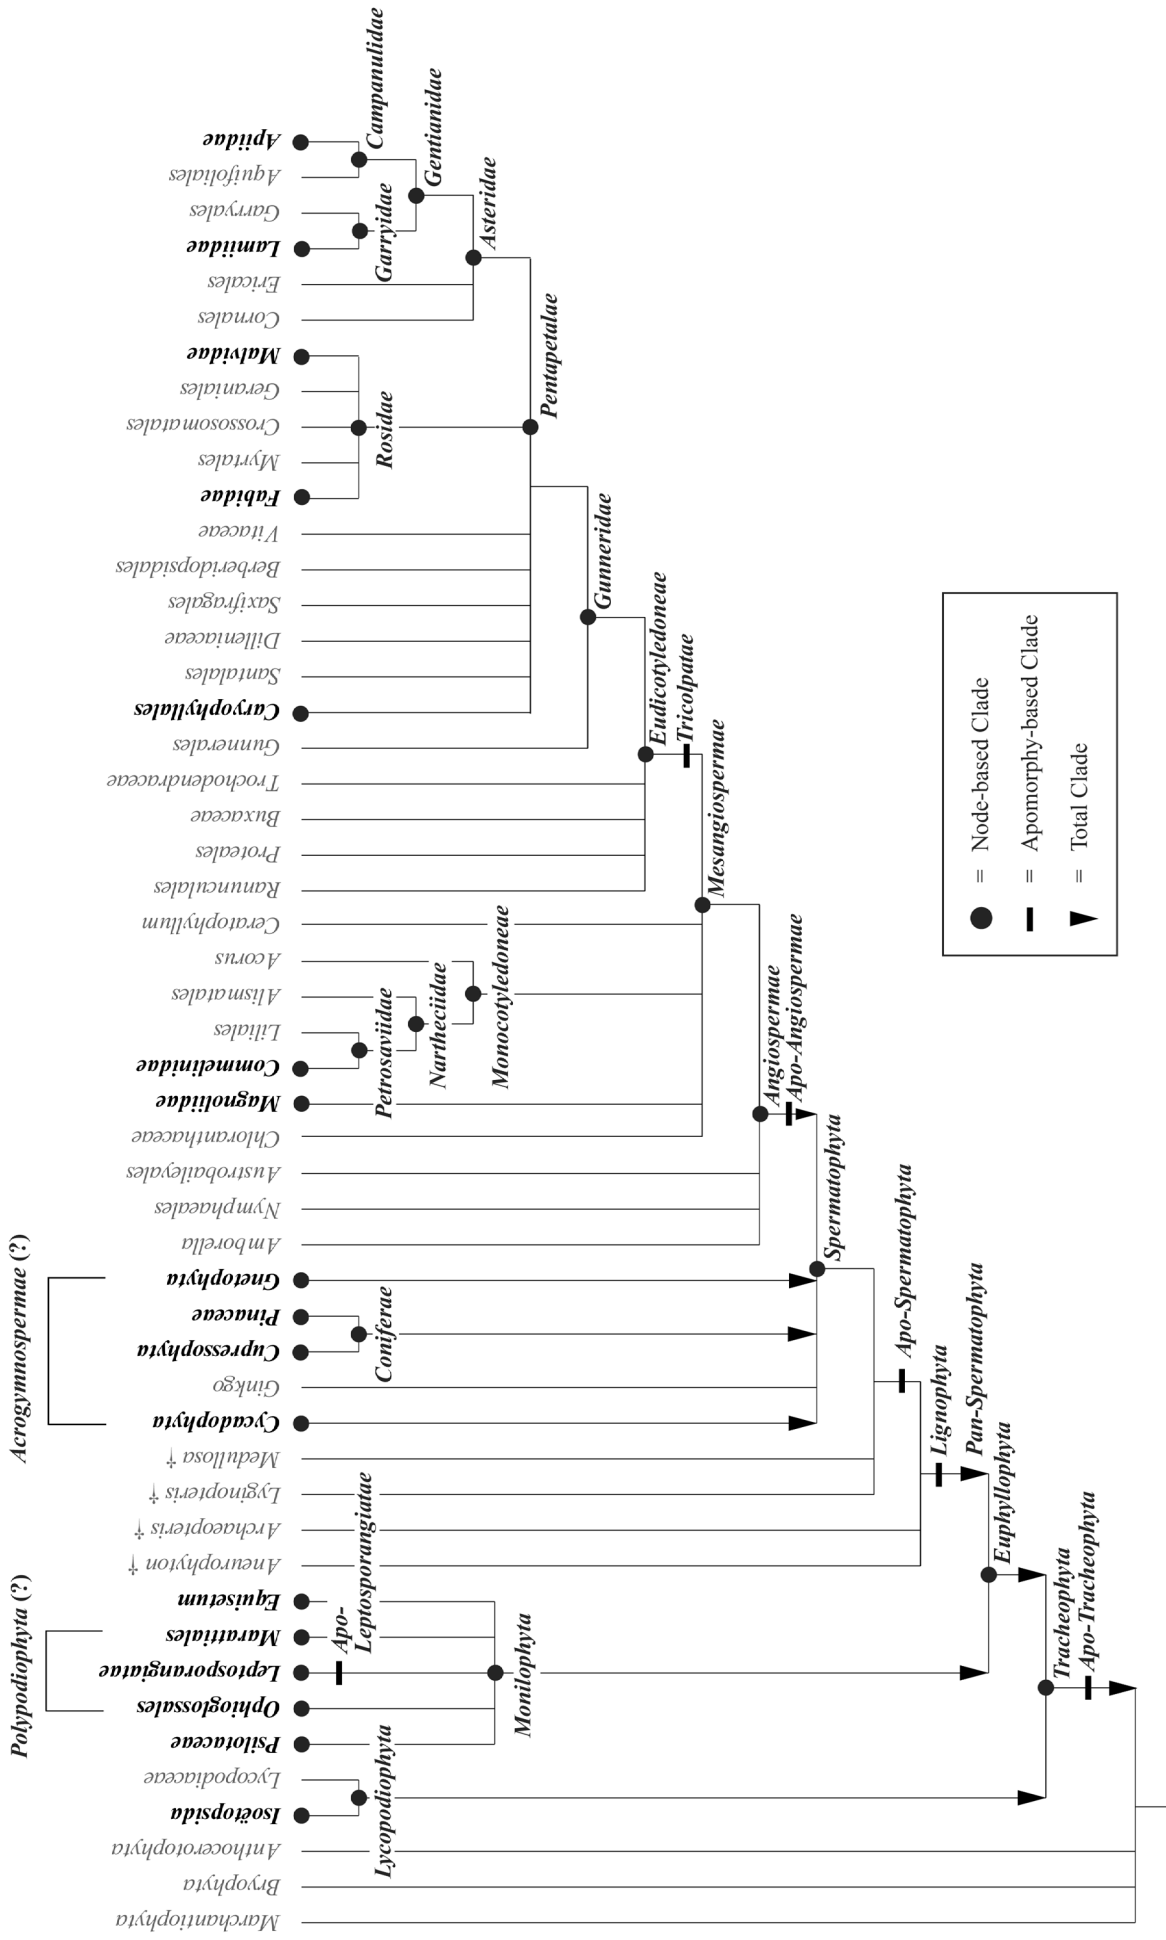 Acrogymnospermae (?)
Polypodiophyta (?)
Marchantiophyta
Bryophyta
Anthocerotophyta
Isoëtopsida
Lycopodiaceae
Psilotaceae
Ophioglossales
Leptosporangiatae
Marattiales
Equisetum
Aneurophyton †
Archaeopteris †
Lyginopteris †
Medullosa †
Cycadophyta
Ginkgo
Cupressophyta
Pinaceae
Gnetophyta
Amborella
Nymphaeales
Austrobaileyales
Chloranthaceae
Magnoliidae
Commelinidae
Liliales
Alismatales
Acorus
Ceratophyllum
Ranunculales
Proteales
Buxaceae
Trochodendraceae
Gunnerales
Caryophyllales
Santalales
Dilleniaceae
Saxifragales
Berberidopsidales
Vitaceae
Fabidae
Myrtales
Crossosomatales
Geraniales
Malvidae
Cornales
Ericales
Lamiidae
Garryales
Aquifoliales
Apiidae
Campanulidae
Garryidae
Gentianidae
Asteridae
Rosidae
Pentapetalae
Gunneridae
Eudicotyledoneae
Tricolpatae
Mesangiospermae
Petrosaviidae
Nartheciidae
Monocotyledoneae
Angiospermae
Apo-Angiospermae
Spermatophyta
Coniferae
Apo-Spermatophyta
Lignophyta
Pan-Spermatophyta
Euphyllophyta
Apo-
Leptosporangiatae
Monilophyta
Lycopodiophyta
Tracheophyta
Apo-Tracheophyta
= Node-based Clade
= Apomorphy-based Clade
= Total Clade